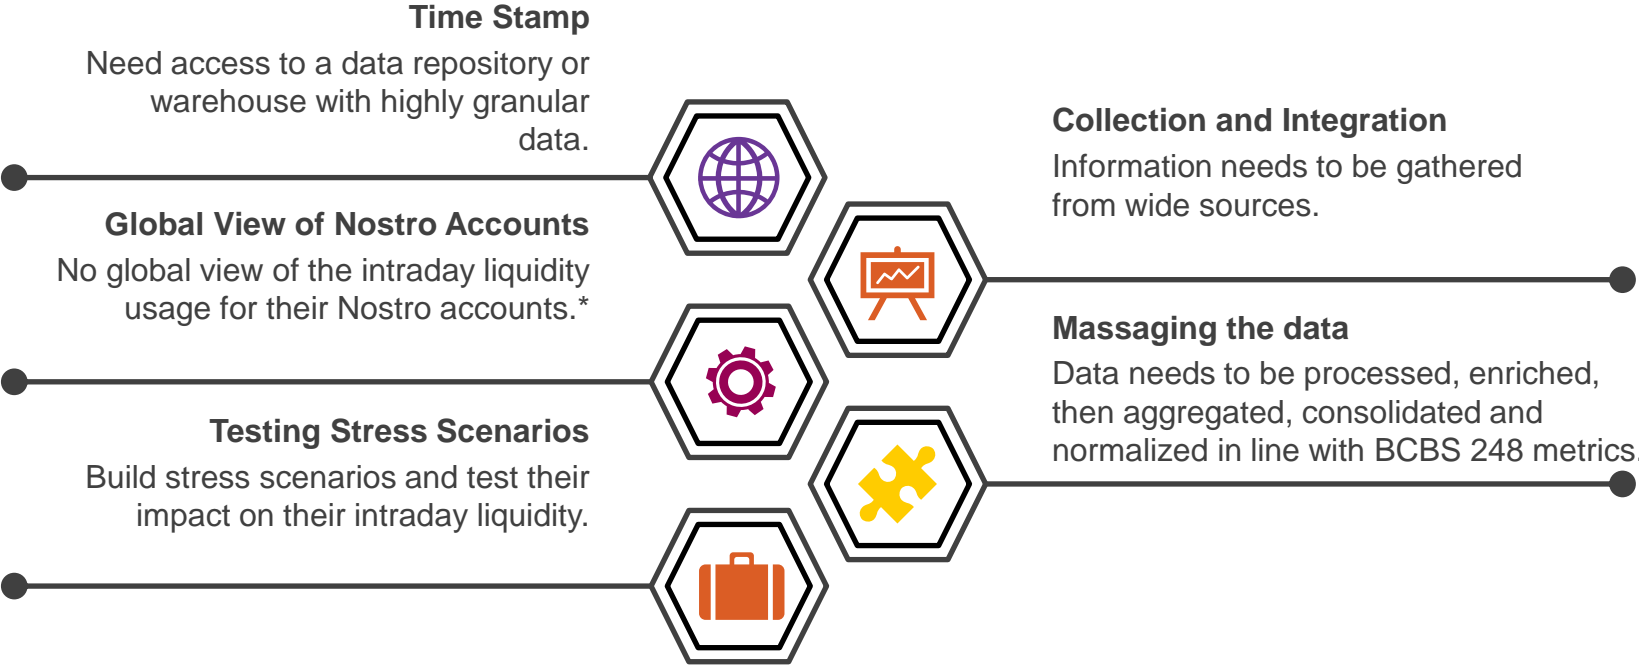 Time Stamp
Need access to a data repository or
warehouse with highly granular
data.
Global View of Nostro Accounts
No global view of the intraday liquidity
usage for their Nostro accounts.*
Testing Stress Scenarios
Build stress scenarios and test their
impact on their intraday liquidity.
Collection and Integration
Information needs to be gathered
from wide sources.
Massaging the data
Data needs to be processed, enriched,
then aggregated, consolidated and
normalized in line with BCBS 248 metrics.